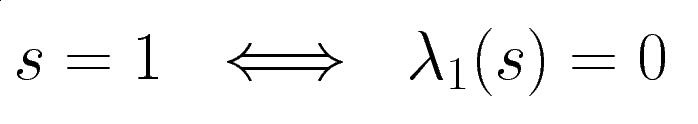 s = 1 ⟺ λ₁(s) = 0